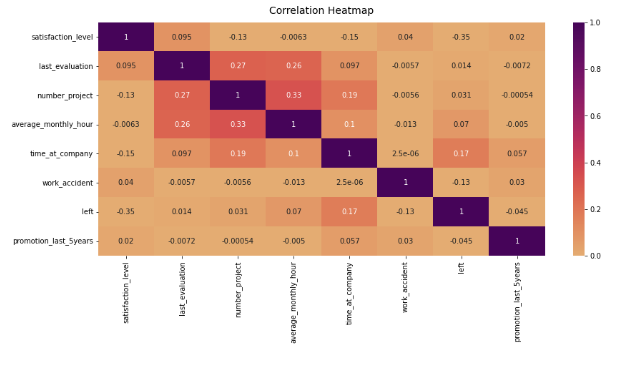 Correlation Heatmap
satisfaction_level 1 0.095 -0.13 -0.0063 -0.15 0.04 -0.35 0.02
last_evaluation 0.095 1 0.27 0.26 0.097 -0.0057 0.014 -0.0072
number_project -0.13 0.27 1 0.33 0.19 -0.0056 0.031 -0.00054
average_monthly_hour -0.0063 0.26 0.33 1 0.1 -0.013 0.07 -0.005
time_at_company -0.15 0.097 0.19 0.1 1 2.5e-06 0.17 0.057
work_accident 0.04 -0.0057 -0.0056 -0.013 2.5e-06 1 -0.13 0.03
left -0.35 0.014 0.031 0.07 0.17 -0.13 1 -0.045
promotion_last_5years 0.02 -0.0072 -0.00054 -0.005 0.057 0.03 -0.045 1
satisfaction_level
last_evaluation
number_project
average_monthly_hour
time_at_company
work_accident
left
promotion_last_5years
1.0
0.8
0.6
0.4
0.2
0.0